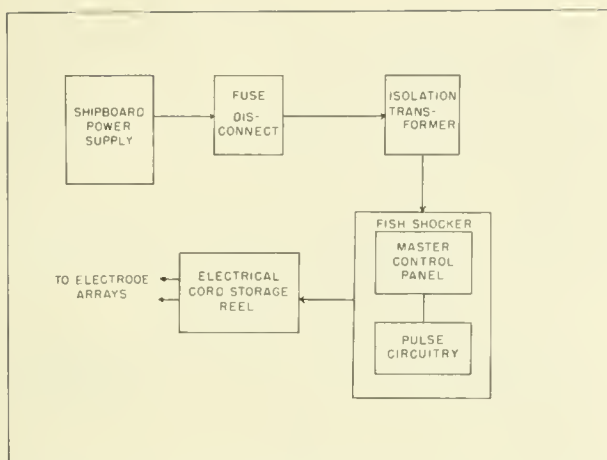 SHIPBOARD
POWER
SUPPLY
FUSE
DIS-
CONNECT
ISOLATION
TRANS-
FORMER
FISH SHOCKER
MASTER
CONTROL
PANEL
PULSE
CIRCUITRY
ELECTRICAL
CORD STORAGE
REEL
TO ELECTRODE
ARRAYS